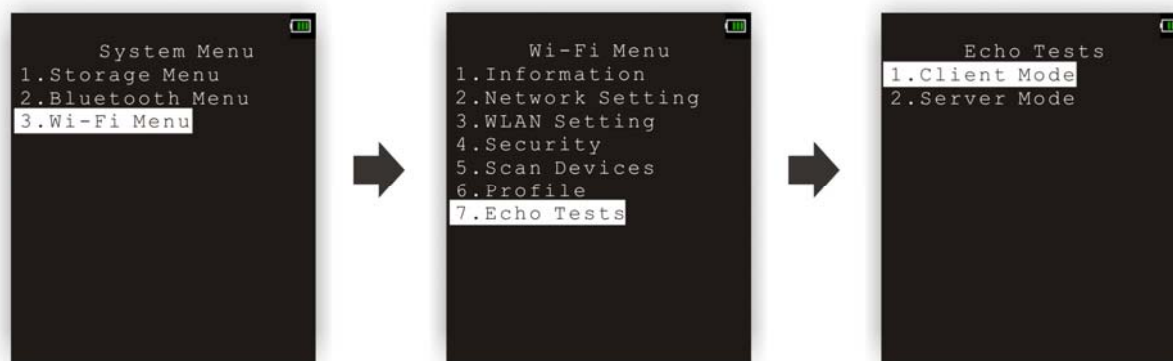 System Menu
1.Storage Menu
2.Bluetooth Menu
3.Wi-Fi Menu
Wi-Fi Menu
1.Information
2.Network Setting
3.WLAN Setting
4.Security
5.Scan Devices
6.Profile
7.Echo Tests
Echo Tests
1.Client Mode
2.Server Mode